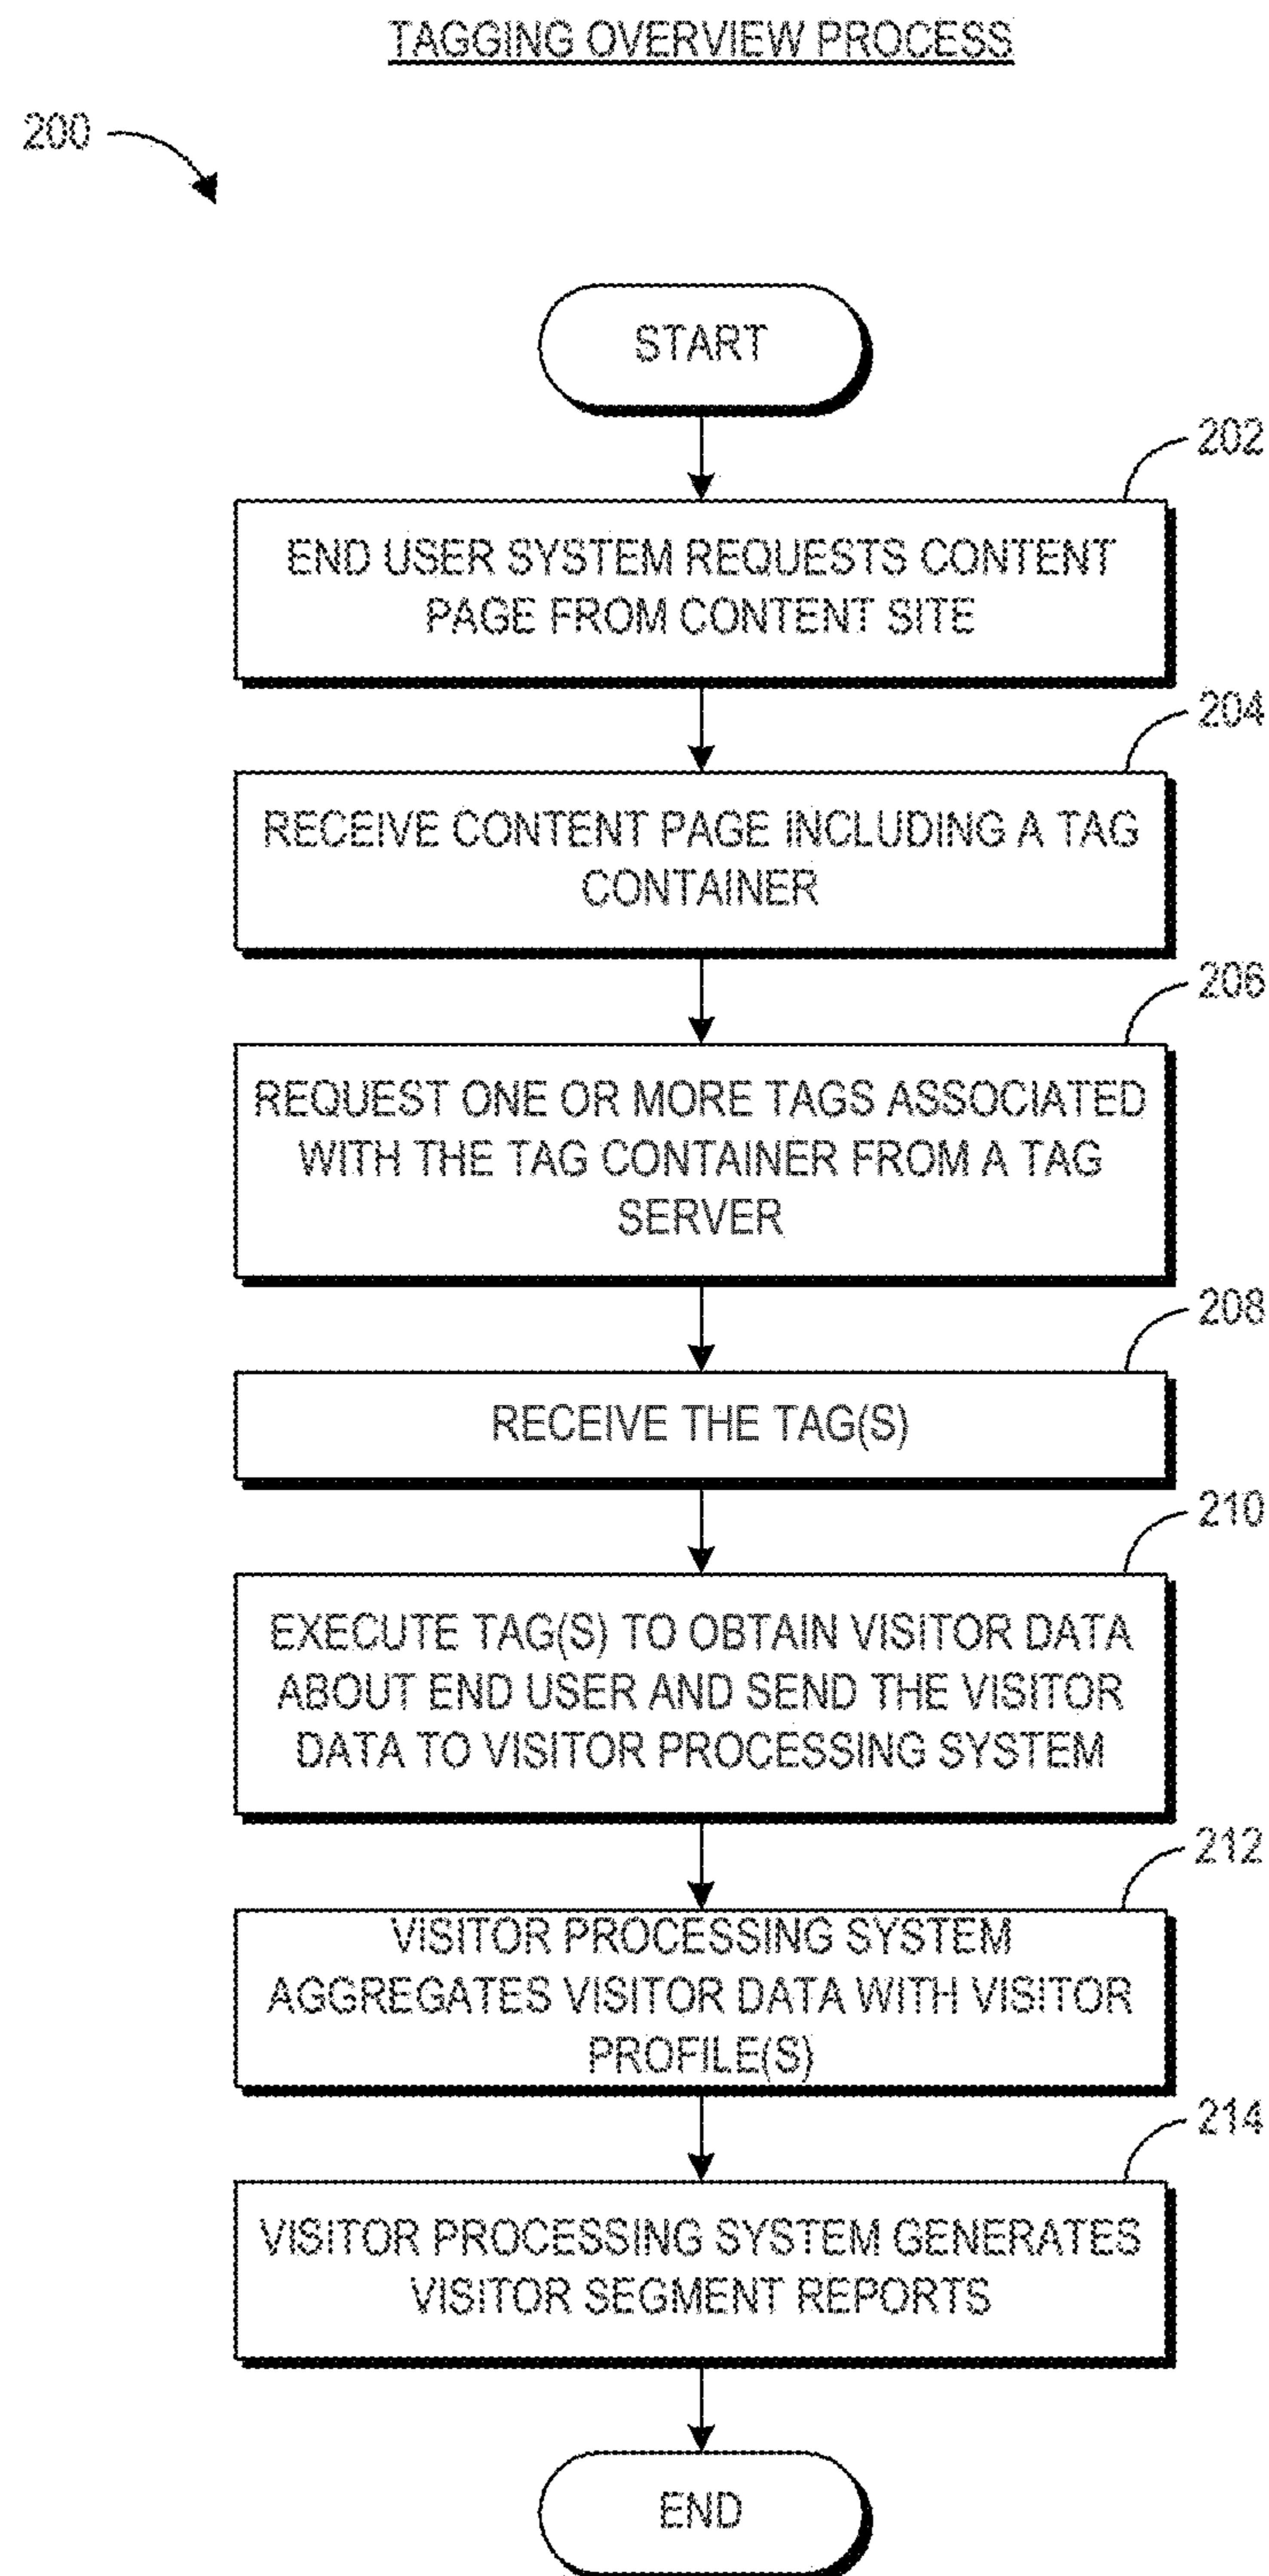 TAGGING OVERVIEW PROCESS
200
START
202
END USER SYSTEM REQUESTS CONTENT
PAGE FROM CONTENT SITE
204
RECEIVE CONTENT PAGE INCLUDING A TAG
CONTAINER
206
REQUEST ONE OR MORE TAGS ASSOCIATED
WITH THE TAG CONTAINER FROM A TAG
SERVER
208
RECEIVE THE TAG(S)
210
EXECUTE TAG(S) TO OBTAIN VISITOR DATA
ABOUT END USER AND SEND THE VISITOR
DATA TO VISITOR PROCESSING SYSTEM
212
VISITOR PROCESSING SYSTEM
AGGREGATES VISITOR DATA WITH VISITOR
PROFILE(S)
214
VISITOR PROCESSING SYSTEM GENERATES
VISITOR SEGMENT REPORTS
END